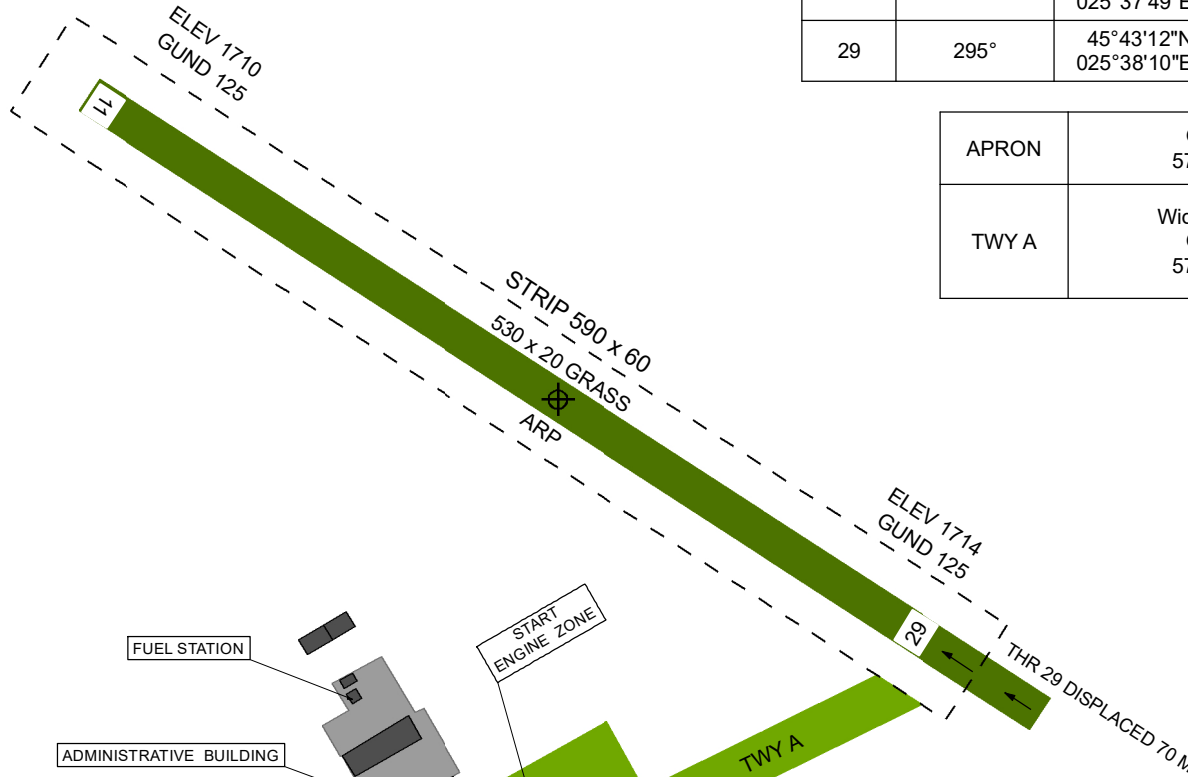 025°37'49"E
29
295°
45°43'12"N
025°38'10"E
APRON
57
TWY A
57
ELEV 1710
GUND 125
11
STRIP 590 x 60
530 x 20 GRASS
ARP
ELEV 1714
GUND 125
29
THR 29 DISPLACED 70 M
START
ENGINE ZONE
FUEL STATION
ADMINISTRATIVE BUILDING
TWY A